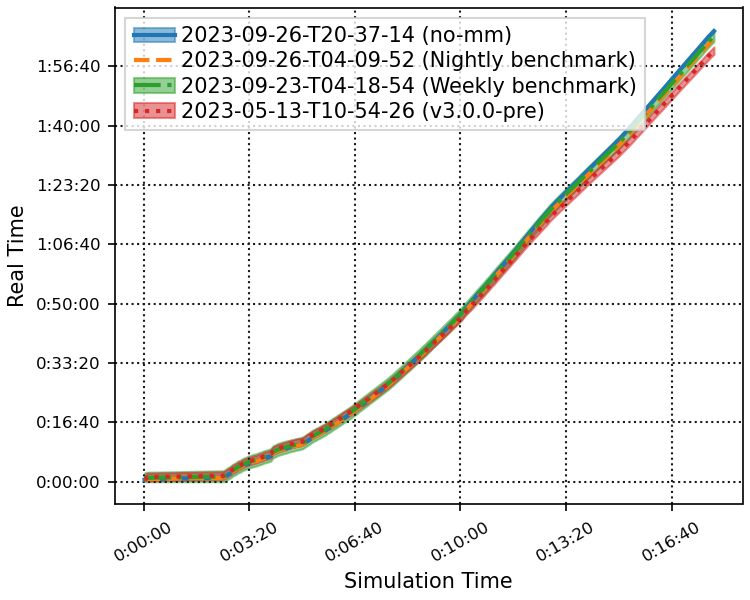 2023-09-26-T20-37-14 (no-mm)
2023-09-26-T04-09-52 (Nightly benchmark)
2023-09-23-T04-18-54 (Weekly benchmark)
2023-05-13-T10-54-26 (v3.0.0-pre)
Real Time
1:56:40
1:40:00
1:23:20
1:06:40
0:50:00
0:33:20
0:16:40
0:00:00
0:00:00
0:03:20
0:06:40
0:10:00
0:13:20
0:16:40
Simulation Time